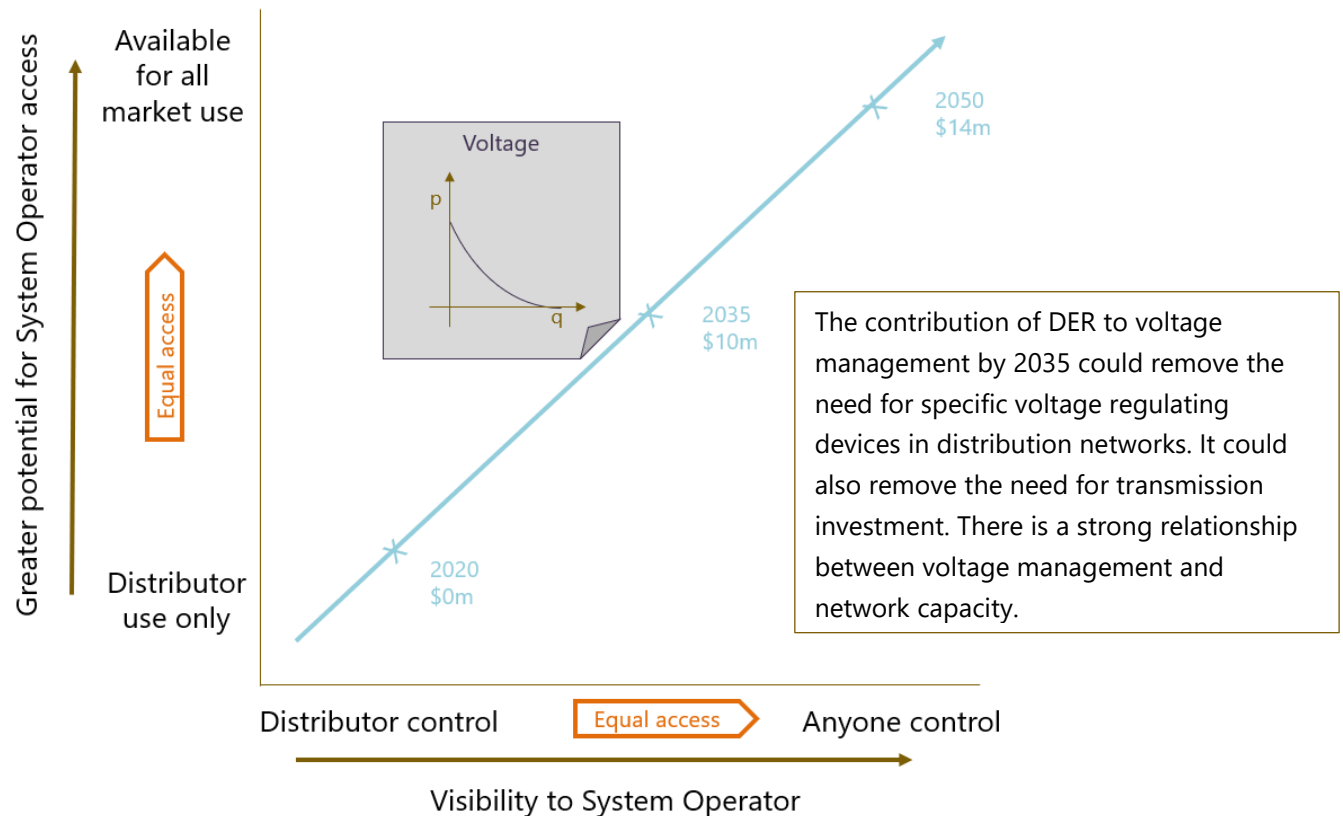 Greater potential for System Operator access
Available
for all
market use
Equal access
Distributor
use only
Voltage
p
q
2050
$14m
2035
$10m
2020
$0m
The contribution of DER to voltage
management by 2035 could remove the
need for specific voltage regulating
devices in distribution networks. It could
also remove the need for transmission
investment. There is a strong relationship
between voltage management and
network capacity.
Distributor control
Equal access
Anyone control
Visibility to System Operator